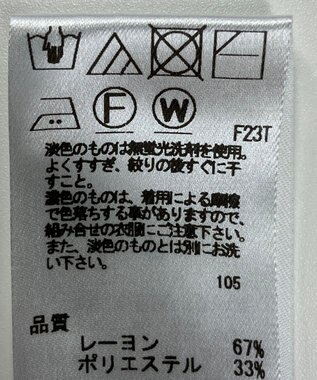 F W
F23T
淡色のものは無蛍光洗剤を使用。
よくすすぎ、絞りの後すぐに干
すこと。
濃色のものは、着用による摩擦
で色落ちする事がありますので、
組み合せの衣服にご注意下さい。
また、淡色のものとは別にお洗
い下さい。
105
品質
レーヨン 67%
ポリエステル 33%